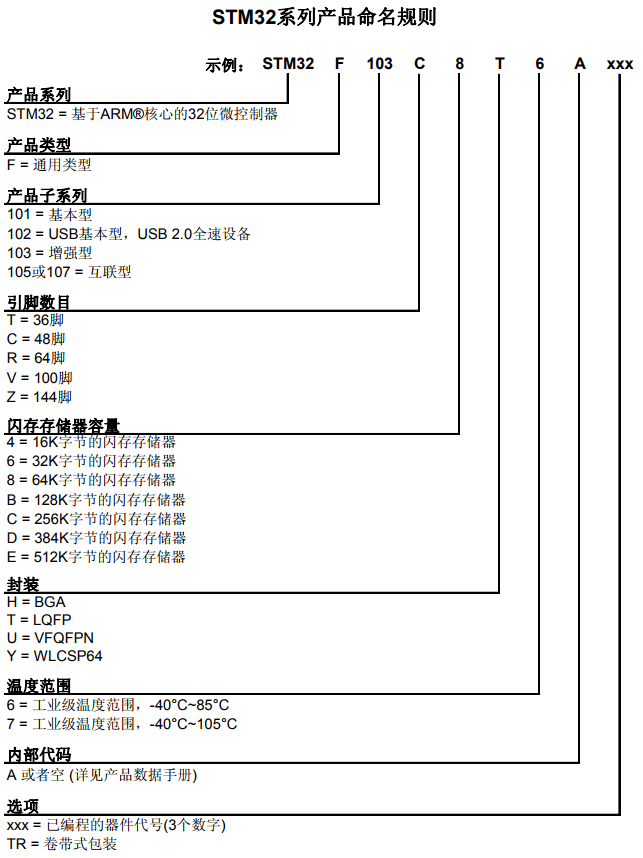 STM32系列产品命名规则
示例： STM32 F 103 C 8 T 6 A xxx
产品系列
STM32 = 基于ARM®核心的32位微控制器
产品类型
F = 通用类型
产品子系列
101 = 基本型
102 = USB基本型，USB 2.0全速设备
103 = 增强型
105或107 = 互联型
引脚数目
T = 36脚
C = 48脚
R = 64脚
V = 100脚
Z = 144脚
闪存存储器容量
4 = 16K字节的闪存存储器
6 = 32K字节的闪存存储器
8 = 64K字节的闪存存储器
B = 128K字节的闪存存储器
C = 256K字节的闪存存储器
D = 384K字节的闪存存储器
E = 512K字节的闪存存储器
封装
H = BGA
T = LQFP
U = VFQFPN
Y = WLCSP64
温度范围
6 = 工业级温度范围，-40°C~85°C
7 = 工业级温度范围，-40°C~105°C
内部代码
A 或者空 (详见产品数据手册)
选项
xxx = 已编程的器件代号(3个数字)
TR = 卷带式包装